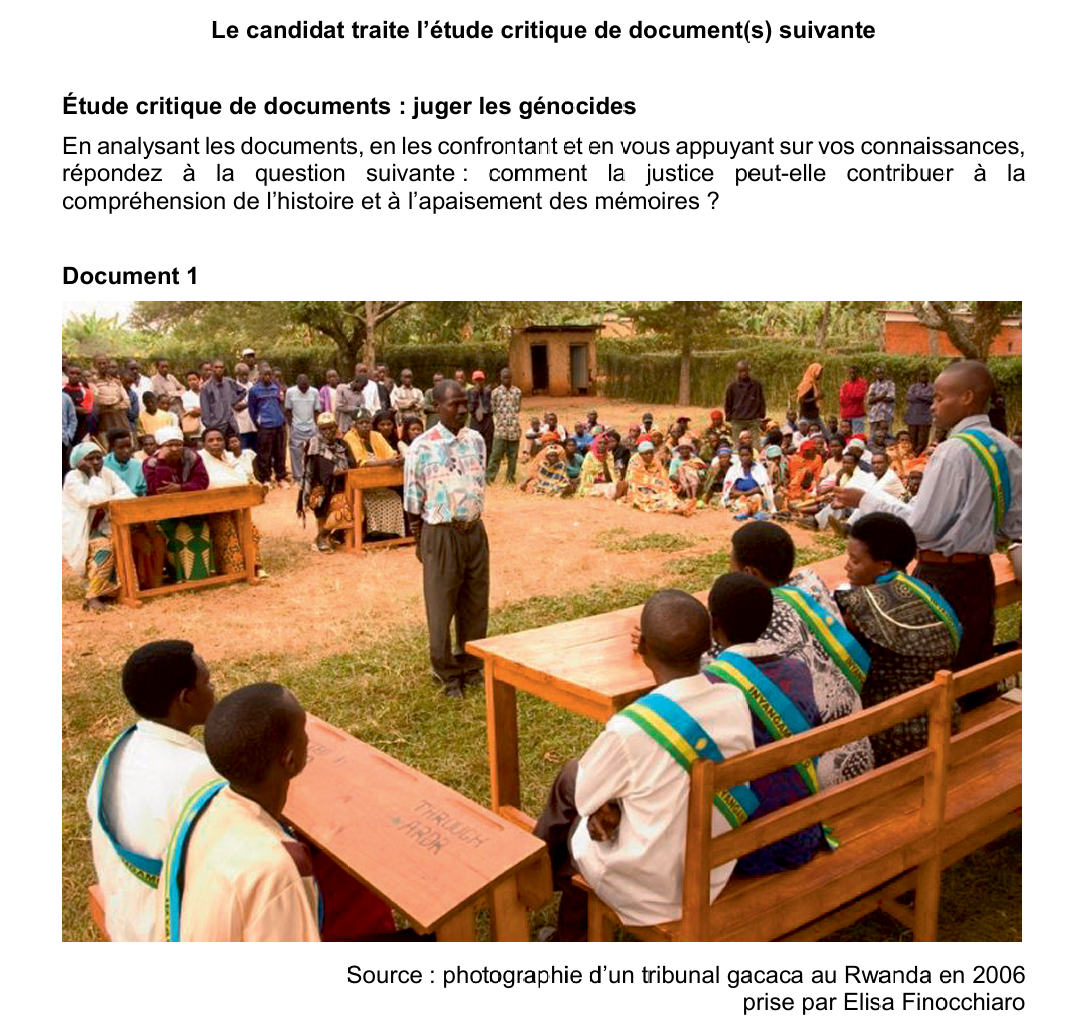 Le candidat traite l’étude critique de document(s) suivante
Étude critique de documents : juger les génocides
En analysant les documents, en les confrontant et en vous appuyant sur vos connaissances,
répondez à la question suivante : comment la justice peut-elle contribuer à la
compréhension de l’histoire et à l’apaisement des mémoires ?
Document 1
THROUGH
Source : photographie d’un tribunal gacaca au Rwanda en 2006
prise par Elisa Finocchiaro